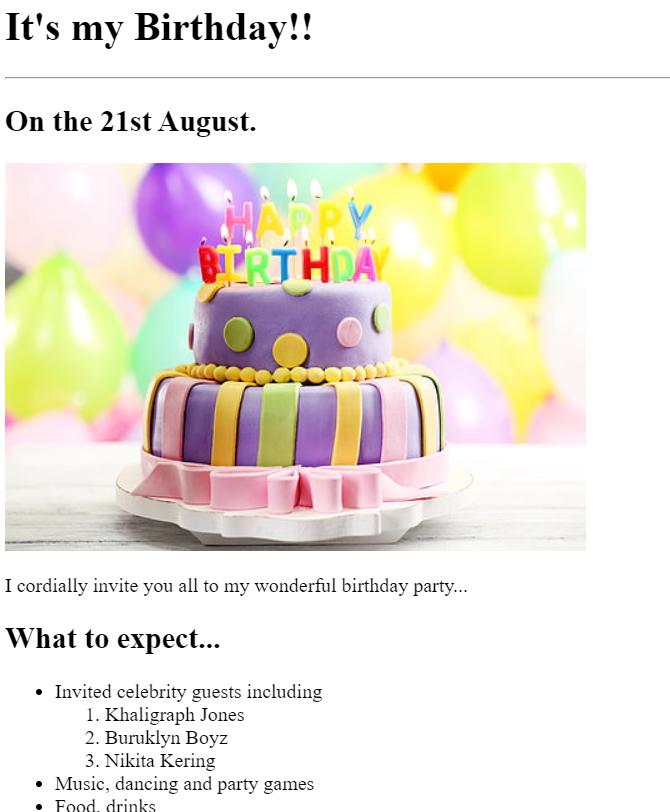 It's my Birthday!!
On the 21st August.
HAPPY
BIRTHDAY
I cordially invite you all to my wonderful birthday party...
What to expect...
• Invited celebrity guests including
1. Khaligraph Jones
2. Buruklyn Boyz
3. Nikita Kering
• Music, dancing and party games
• Food, drinks